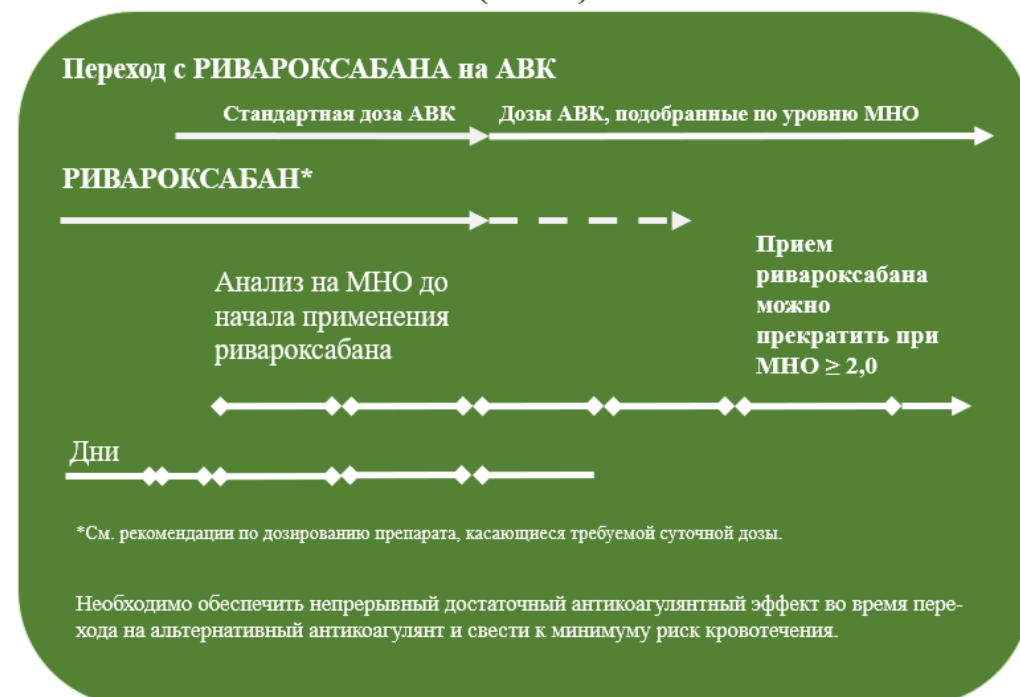 Переход с РИВАРОКСАБАНА на АВК
Стандартная доза АВК
Дозы АВК, подобранные по уровню МНО
РИВАРОКСАБАН*
Анализ на МНО до
начала применения
ривароксабана
Прием
ривароксабана
можно
прекратить при
МНО ≥ 2,0
Дни
*См. рекомендации по дозированию препарата, касающиеся требуемой суточной дозы.
Необходимо обеспечить непрерывный достаточный антикоагулянтный эффект во время пере-
хода на альтернативный антикоагулянт и свести к минимуму риск кровотечения.